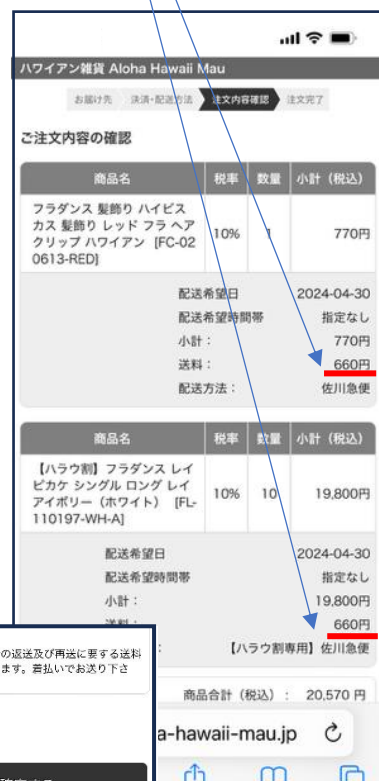 ハワイアン雑貨 Aloha Hawaii Mau
お届け先 決済・配送方法 注文内容確認 注文完了
ご注文内容の確認
商品名 税率 数量 小計（税込）
フラダンス 髪飾り ハイビス
カス 髪飾り レッド フラ ヘア
クリップ ハワイアン [FC-02
0613-RED]
10% 1 770円
配送希望日 2024-04-30
配送希望時間帯 指定なし
小計： 770円
送料： 660円
配送方法： 佐川急便
商品名 税率 数量 小計（税込）
【ハラウ割】フラダンス レイ
ピカケ シングル ロング レイ
アイボリー（ホワイト） [FL-
110197-WH-A]
10% 10 19,800円
配送希望日 2024-04-30
配送希望時間帯 指定なし
小計： 19,800円
送料： 660円
： 【ハラウ割専用】佐川急便
の返送及び再送に要する送料
ます。着払いでお送り下さ
商品合計（税込）： 20,570 円
a-hawaii-mau.jp